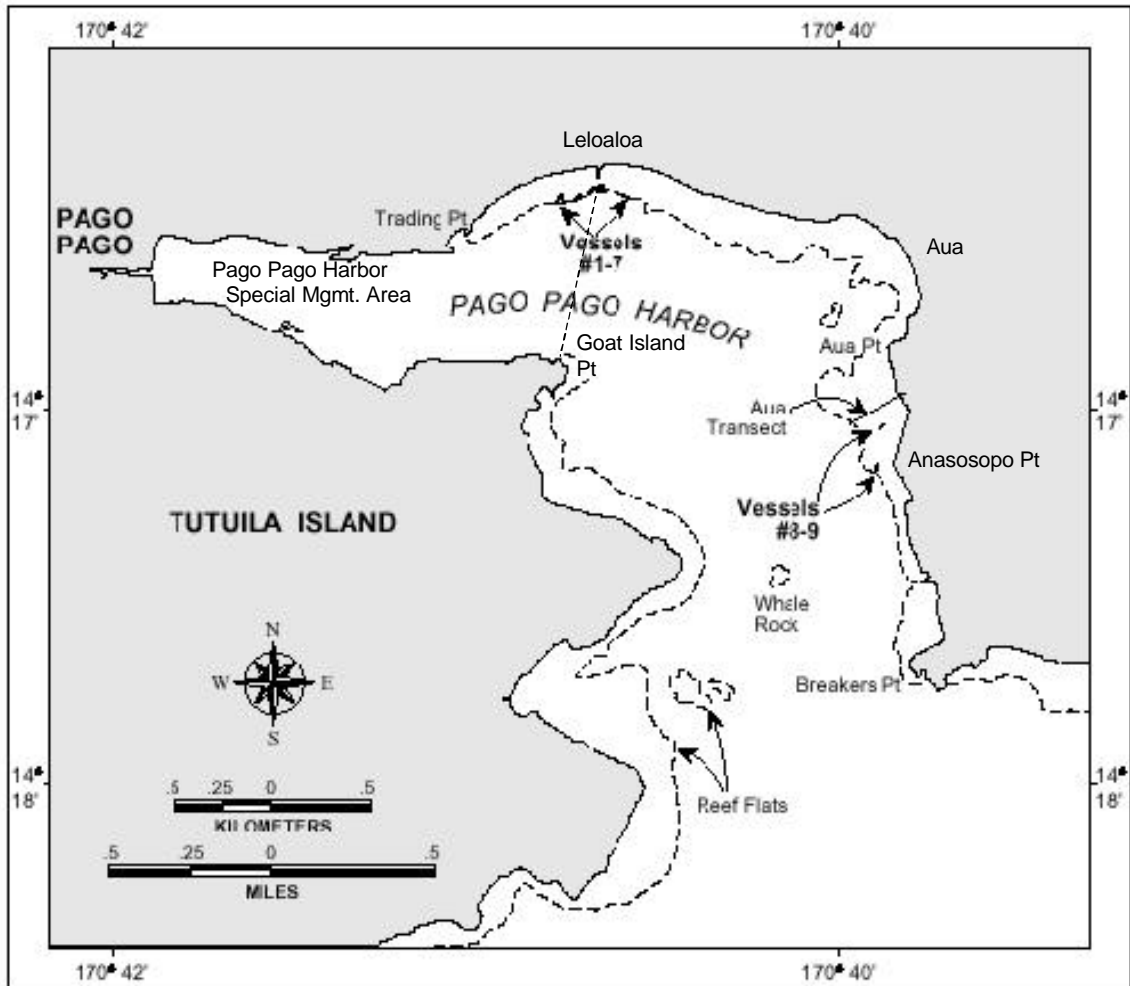 170° 42'
170° 40'
Leloaloa
PAGO
PAGO
Trading Pt
Vessels
#1-7
Aua
Pago Pago Harbor
Special Mgmt. Area
PAGO PAGO HARBOR
Goat Island
Pt
Aua Pt
14°
17'
14°
17'
Aua
Transect
Anasosopo Pt
Vessels
#8-9
TUTUILA ISLAND
Whale
Rock
N
W
E
S
Breakers Pt
14°
18'
14°
18'
Reef Flats
.5
.25
0
.5
KILOMETERS
.5
.25
0
.5
MILES
170° 42'
170° 40'